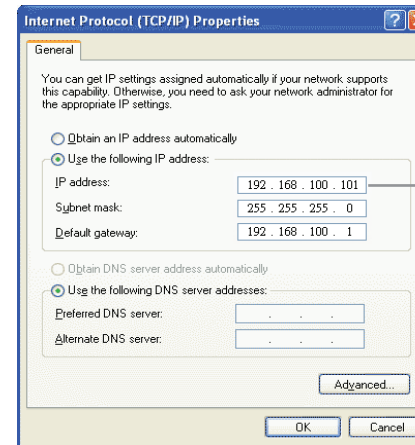 Internet Protocol (TCP/IP) Properties
General
You can get IP settings assigned automatically if your network supports
this capability. Otherwise, you need to ask your network administrator for
the appropriate IP settings.
Obtain an IP address automatically
Use the following IP address:
IP address: 192 . 168 . 100 . 101
Subnet mask: 255 . 255 . 255 . 0
Default gateway: 192 . 168 . 100 . 1
Obtain DNS server address automatically
Use the following DNS server addresses:
Preferred DNS server: . . .
Alternate DNS server: . . .
Advanced...
OK Cancel